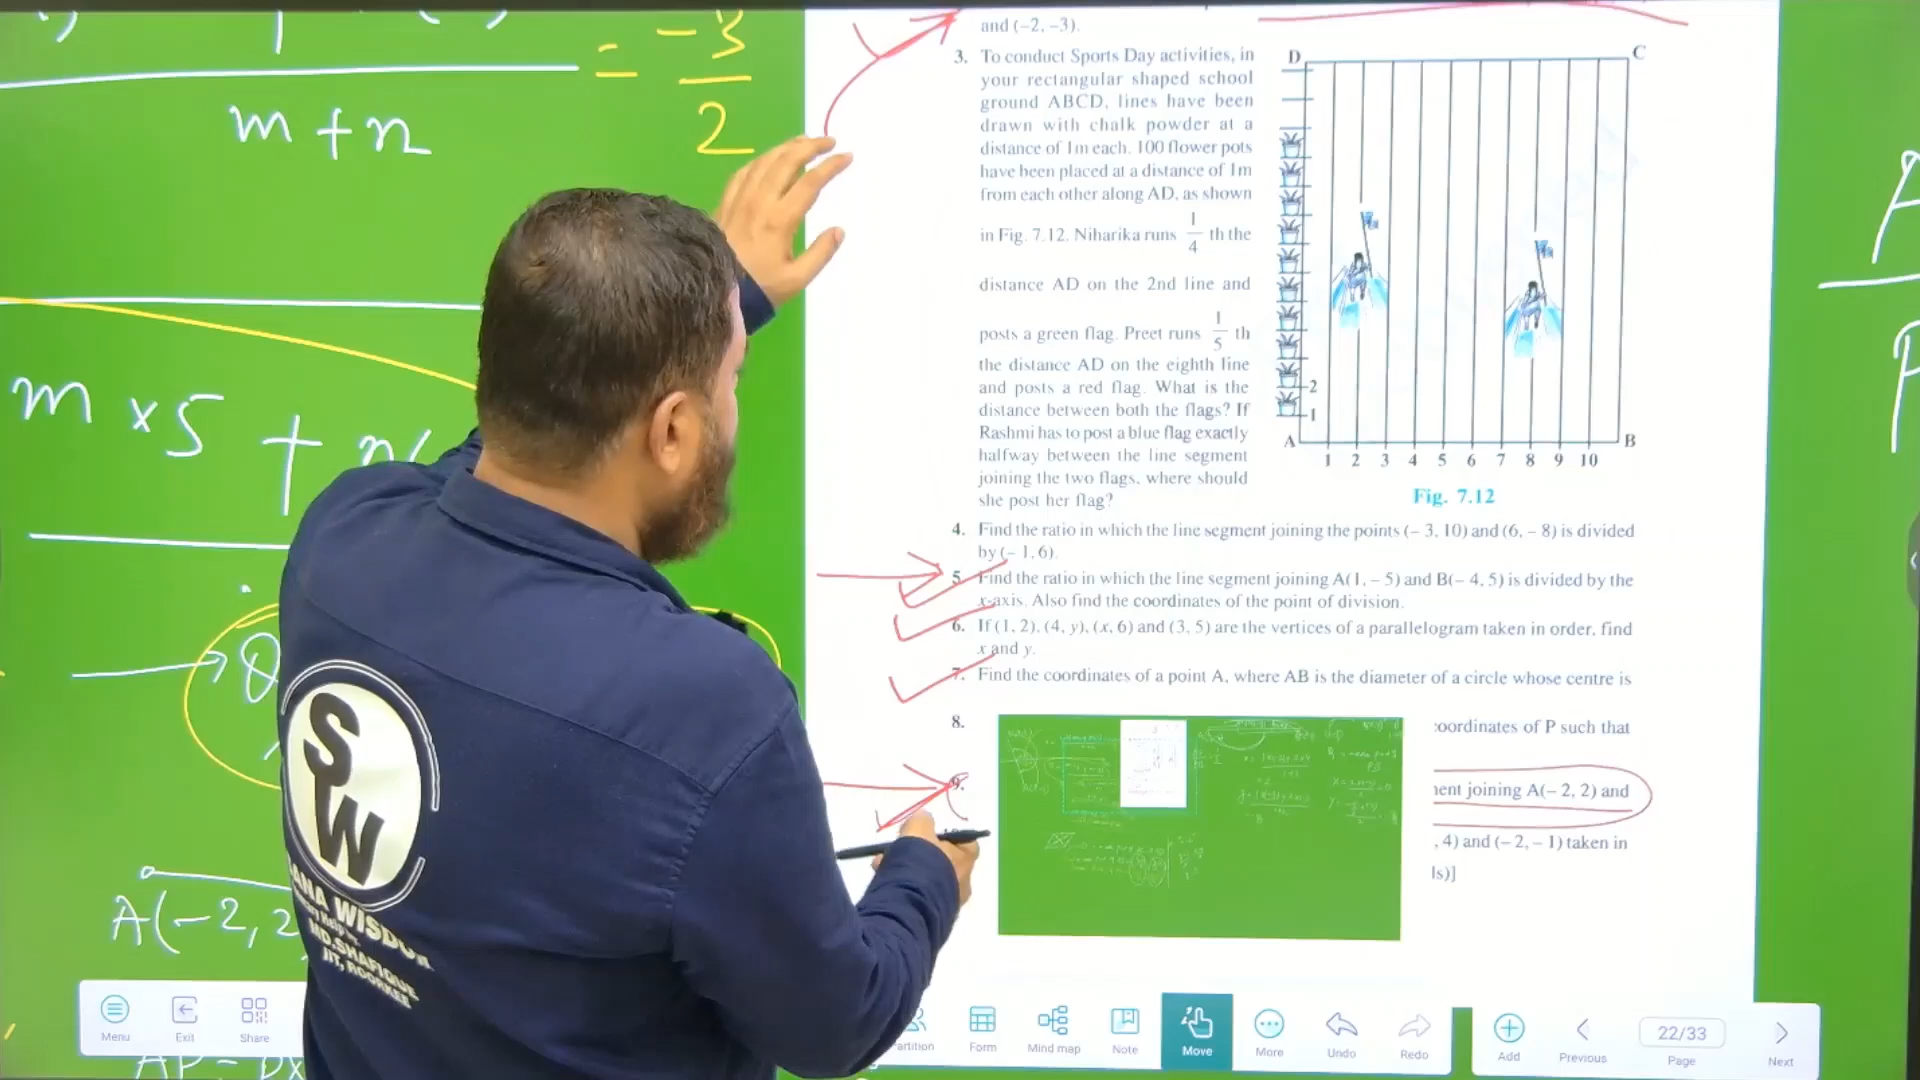 = -3
2
m + n
m × 5 + n
Q
A(-2, 2
S
W
ANA WISDOM
MD.SHAFIQUE
IIT, ROORKEE
and (–2, –3).
3. To conduct Sports Day activities, in
your rectangular shaped school
ground ABCD, lines have been
drawn with chalk powder at a
distance of 1m each. 100 flower pots
have been placed at a distance of 1m
from each other along AD, as shown
in Fig. 7.12. Niharika runs 1/4 th the
distance AD on the 2nd line and
posts a green flag. Preet runs 1/5 th
the distance AD on the eighth line
and posts a red flag. What is the
distance between both the flags? If
Rashmi has to post a blue flag exactly
halfway between the line segment
joining the two flags, where should
she post her flag?
D C
2
1
A B
1 2 3 4 5 6 7 8 9 10
Fig. 7.12
4. Find the ratio in which the line segment joining the points (– 3, 10) and (6, – 8) is divided
by (– 1, 6).
5. Find the ratio in which the line segment joining A(1, – 5) and B(– 4, 5) is divided by the
x-axis. Also find the coordinates of the point of division.
6. If (1, 2), (4, y), (x, 6) and (3, 5) are the vertices of a parallelogram taken in order, find
x and y.
7. Find the coordinates of a point A, where AB is the diameter of a circle whose centre is
8. coordinates of P such that
9. ent joining A(– 2, 2) and
, 4) and (– 2, – 1) taken in
ls)]
A
P
Menu
Exit
Share
artition
Form
Mind map
Note
Move
More
Undo
Redo
Add
Previous
22/33
Page
Next